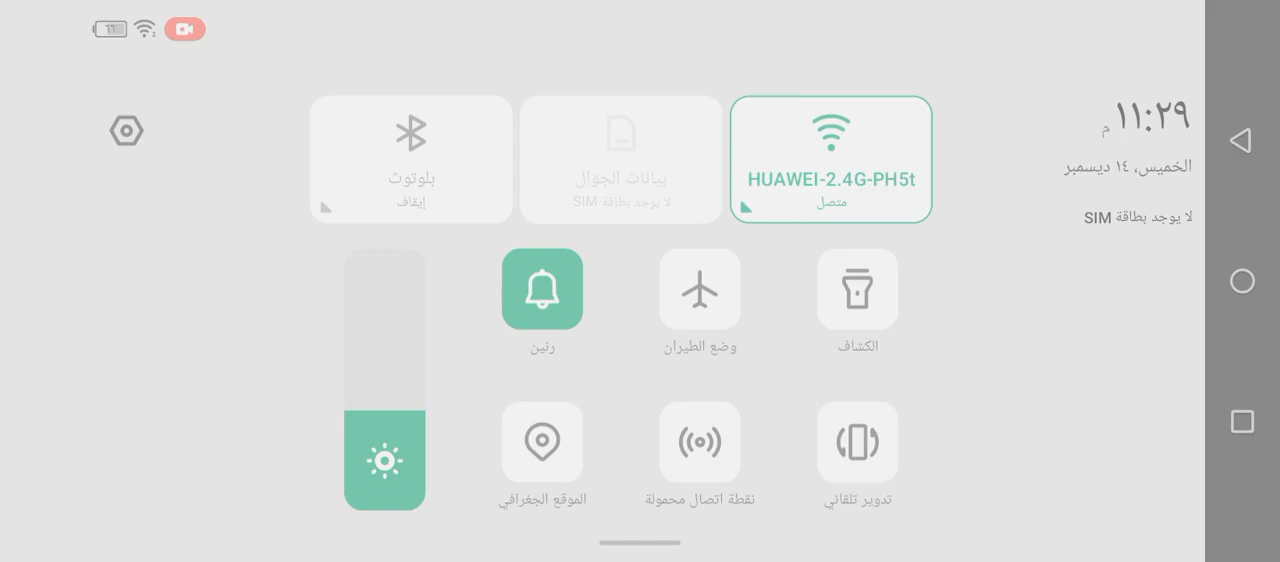 ٦٦
١١:٢٩ م
الخميس، ١٤ ديسمبر
لا يوجد بطاقة SIM
HUAWEI-2.4G-PH5t
متصل
بيانات الجوال
لا يوجد بطاقة SIM
بلوتوث
إيقاف
الكشاف
وضع الطيران
رنين
تدوير تلقائي
نقطة اتصال محمولة
الموقع الجغرافي